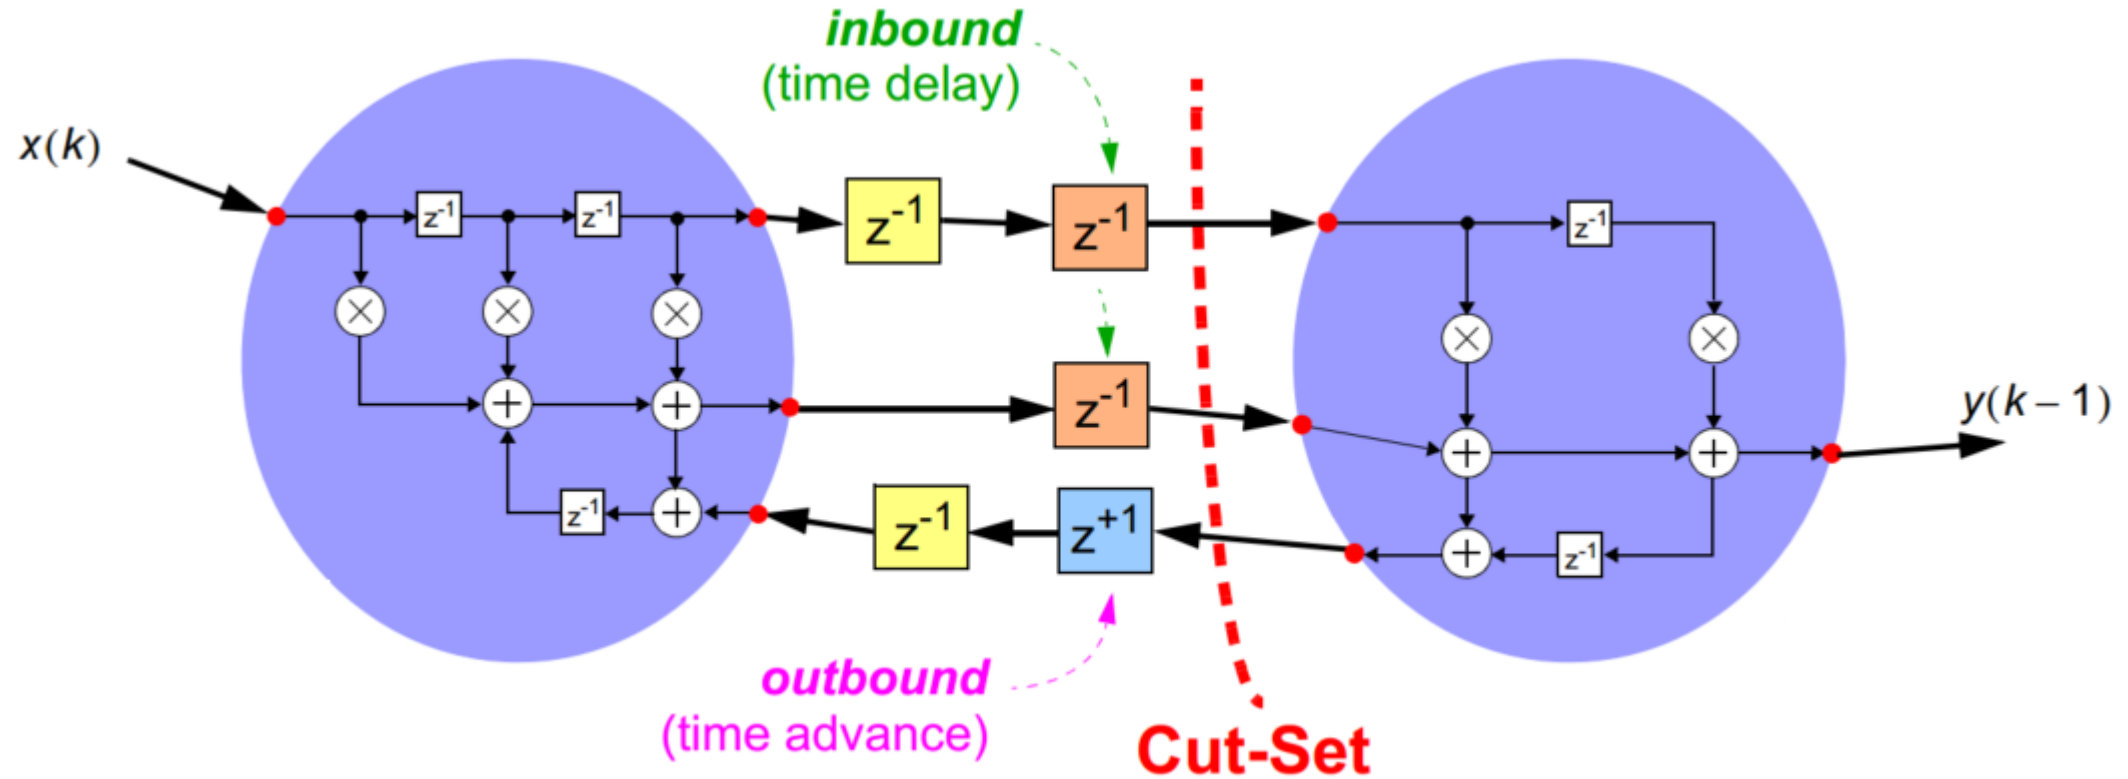 inbound
(time delay)
x(k)
z⁻¹
z⁻¹
z⁻¹
z⁻¹
z⁻¹
z⁻¹
y(k – 1)
z⁻¹
z⁻¹
z⁺¹
z⁻¹
outbound
(time advance)
Cut-Set